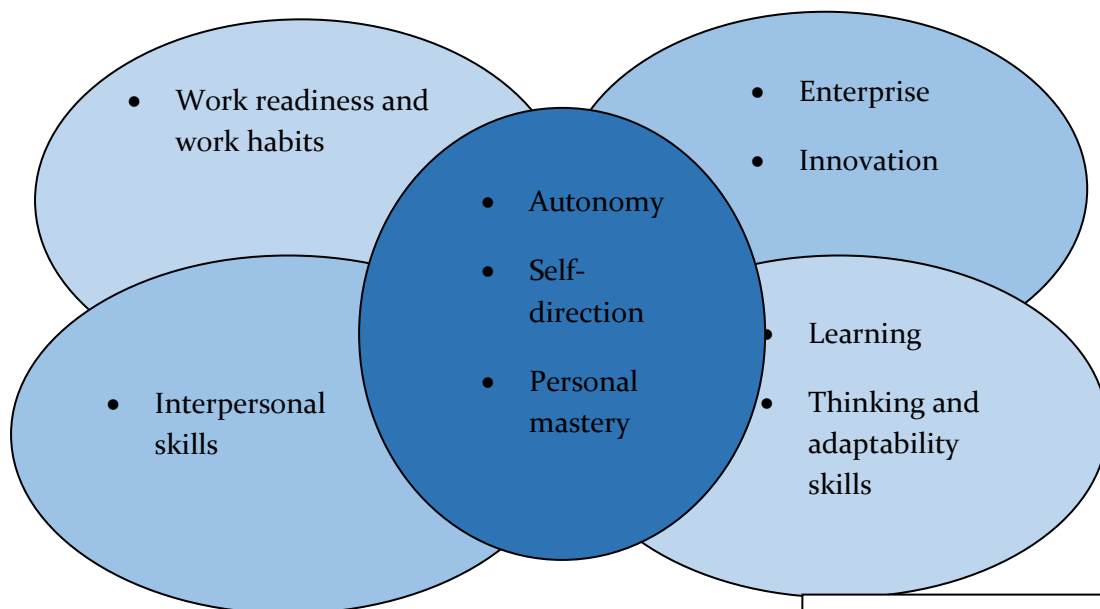 • Work readiness and
work habits
• Enterprise
• Innovation
• Autonomy
• Self-
direction
• Personal
mastery
• Interpersonal
skills
• Learning
• Thinking and
adaptability
skills